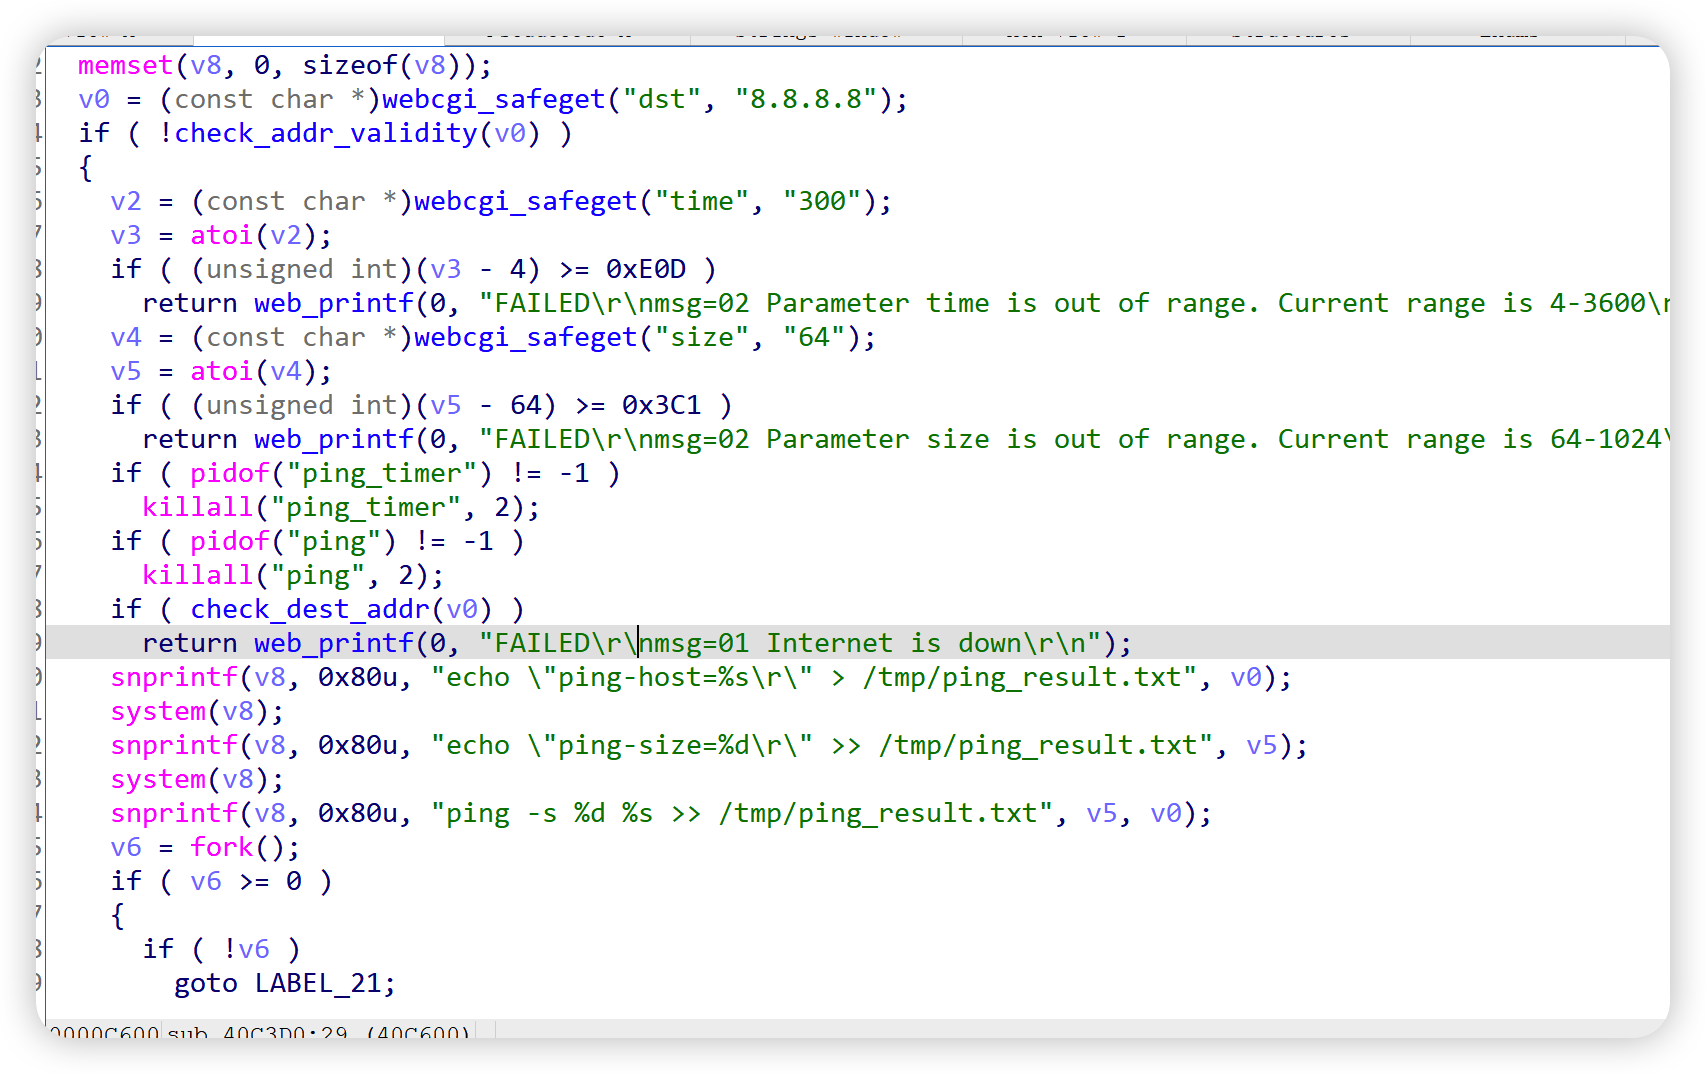 memset(v8, 0, sizeof(v8));
v0 = (const char *)webcgi_safeget("dst", "8.8.8.8");
if ( !check_addr_validity(v0) )
{
v2 = (const char *)webcgi_safeget("time", "300");
v3 = atoi(v2);
if ( (unsigned int)(v3 - 4) >= 0xE0D )
return web_printf(0, "FAILED\r\nmsg=02 Parameter time is out of range. Current range is 4-3600\r
v4 = (const char *)webcgi_safeget("size", "64");
v5 = atoi(v4);
if ( (unsigned int)(v5 - 64) >= 0x3C1 )
return web_printf(0, "FAILED\r\nmsg=02 Parameter size is out of range. Current range is 64-1024\
if ( pidof("ping_timer") != -1 )
killall("ping_timer", 2);
if ( pidof("ping") != -1 )
killall("ping", 2);
if ( check_dest_addr(v0) )
return web_printf(0, "FAILED\r\nmsg=01 Internet is down\r\n");
snprintf(v8, 0x80u, "echo \"ping-host=%s\r\" > /tmp/ping_result.txt", v0);
system(v8);
snprintf(v8, 0x80u, "echo \"ping-size=%d\r\" >> /tmp/ping_result.txt", v5);
system(v8);
snprintf(v8, 0x80u, "ping -s %d %s >> /tmp/ping_result.txt", v5, v0);
v6 = fork();
if ( v6 >= 0 )
{
if ( !v6 )
goto LABEL_21;
0000C600 sub_40C3D0:29 (40C600)